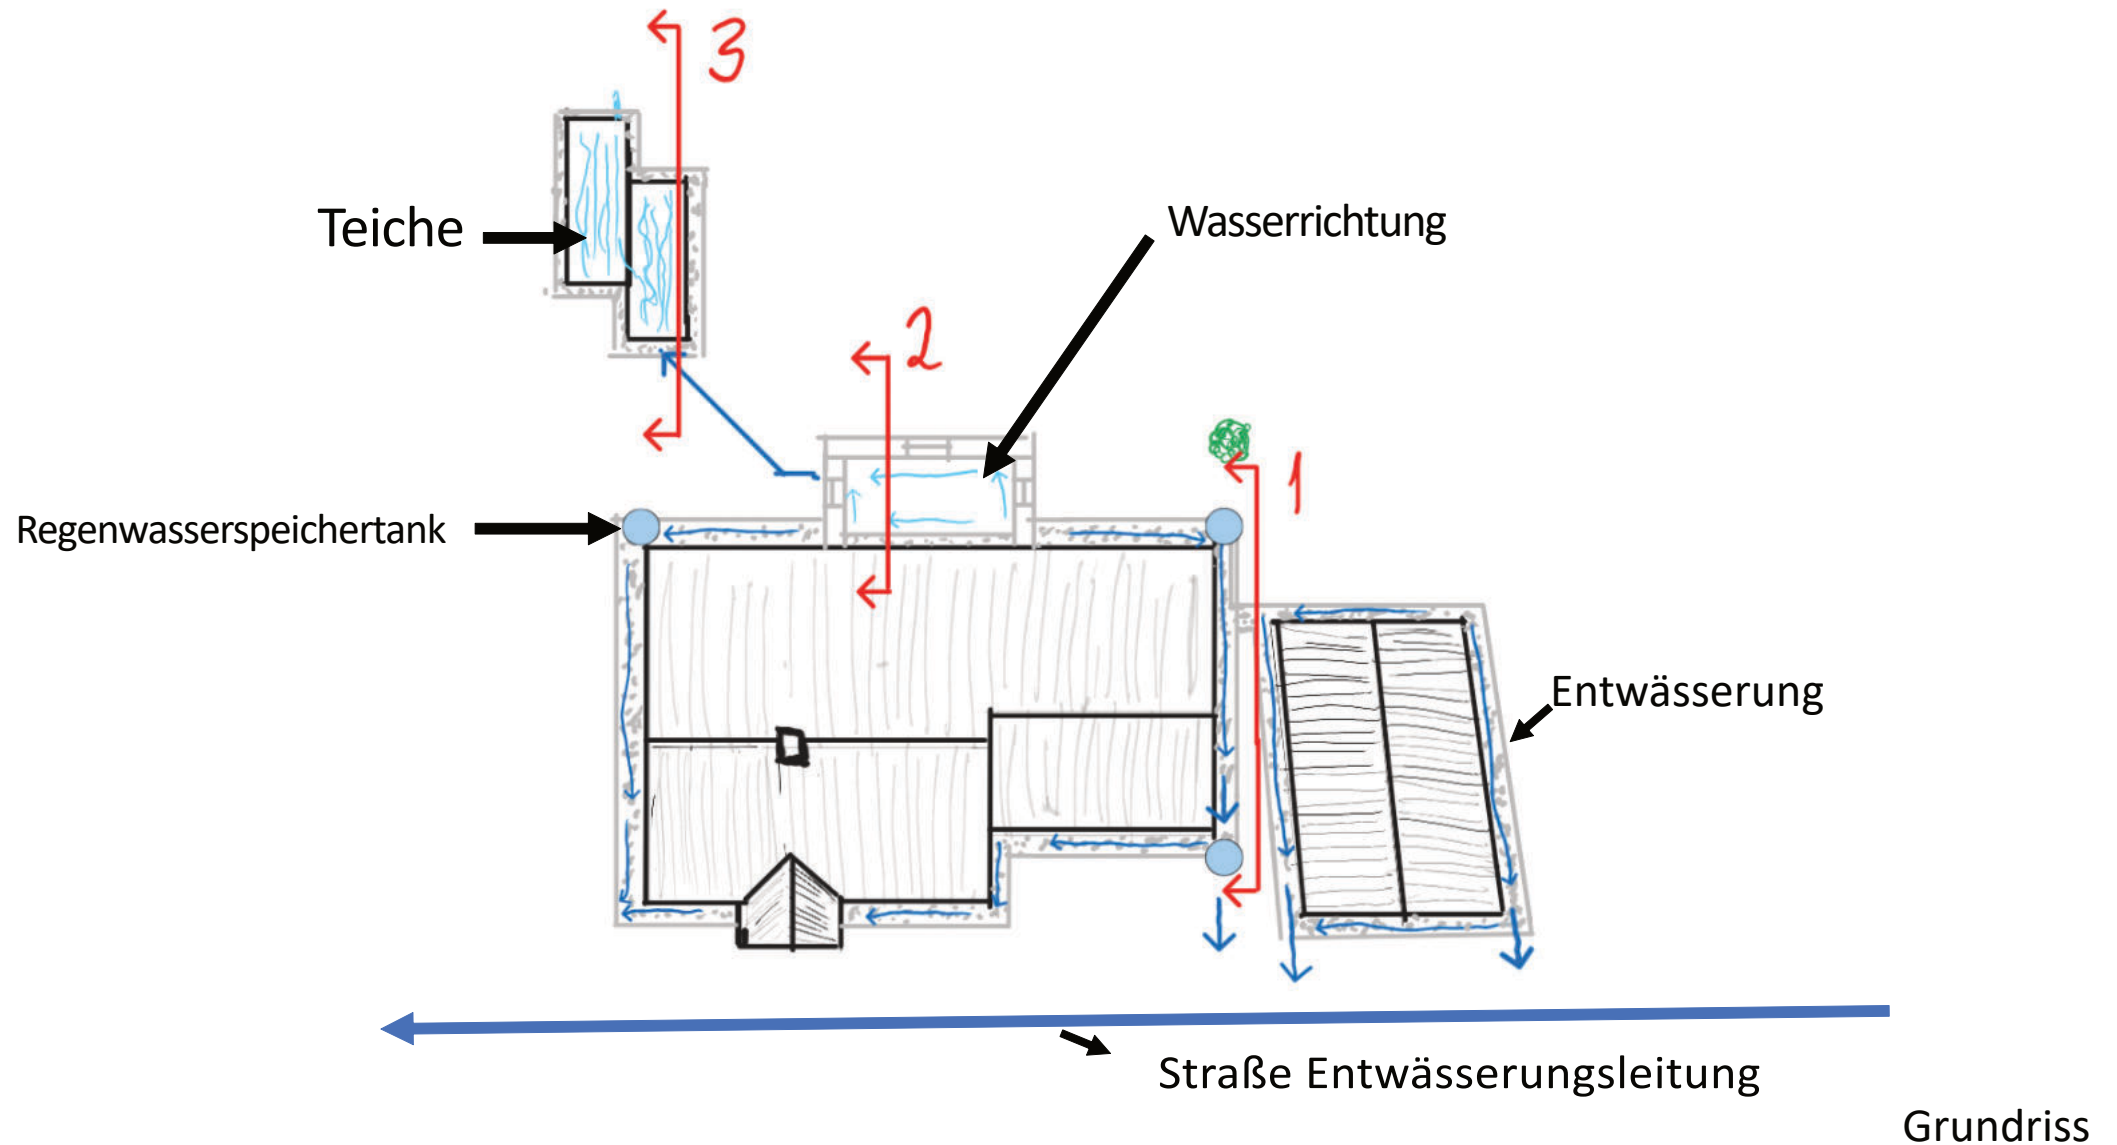 3
Teiche
Wasserrichtung
2
1
Regenwasserspeichertank
Entwässerung
Straße Entwässerungsleitung
Grundriss